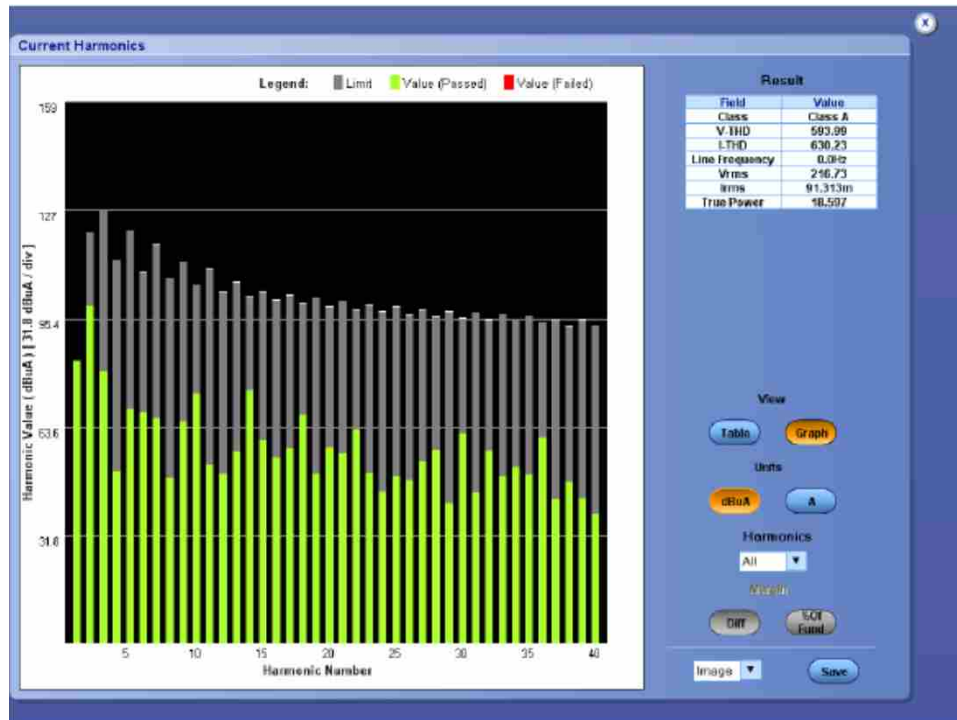 x
Current Harmonics
Legend: Limit Value (Passed) Value (Failed)
159
127
95.4
63.6
31.8
Harmonic Value ( dBuA ) [ 31.8 dBuA / div ]
5 10 15 20 25 30 35 40
Harmonic Number
Result
Field Value
Class Class A
V-THD 593.99
I-THD 630.23
Line Frequency 0.0Hz
Vrms 216.73
Irms 91.313m
True Power 18.597
View
Table Graph
Units
dBuA A
Harmonics
All
Margin
Diff %Of Fund
Image Save